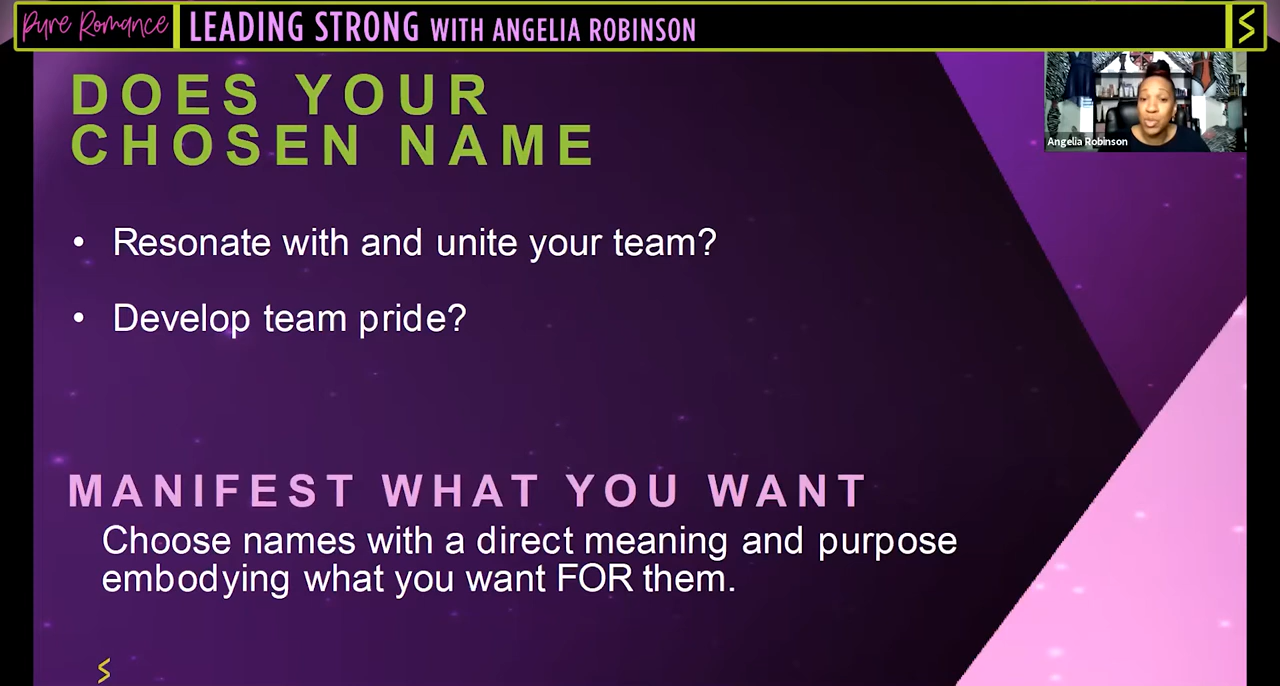 Pure Romance LEADING STRONG WITH ANGELIA ROBINSON
DOES YOUR
CHOSEN NAME
Angelia Robinson
• Resonate with and unite your team?
• Develop team pride?
MANIFEST WHAT YOU WANT
Choose names with a direct meaning and purpose
embodying what you want FOR them.